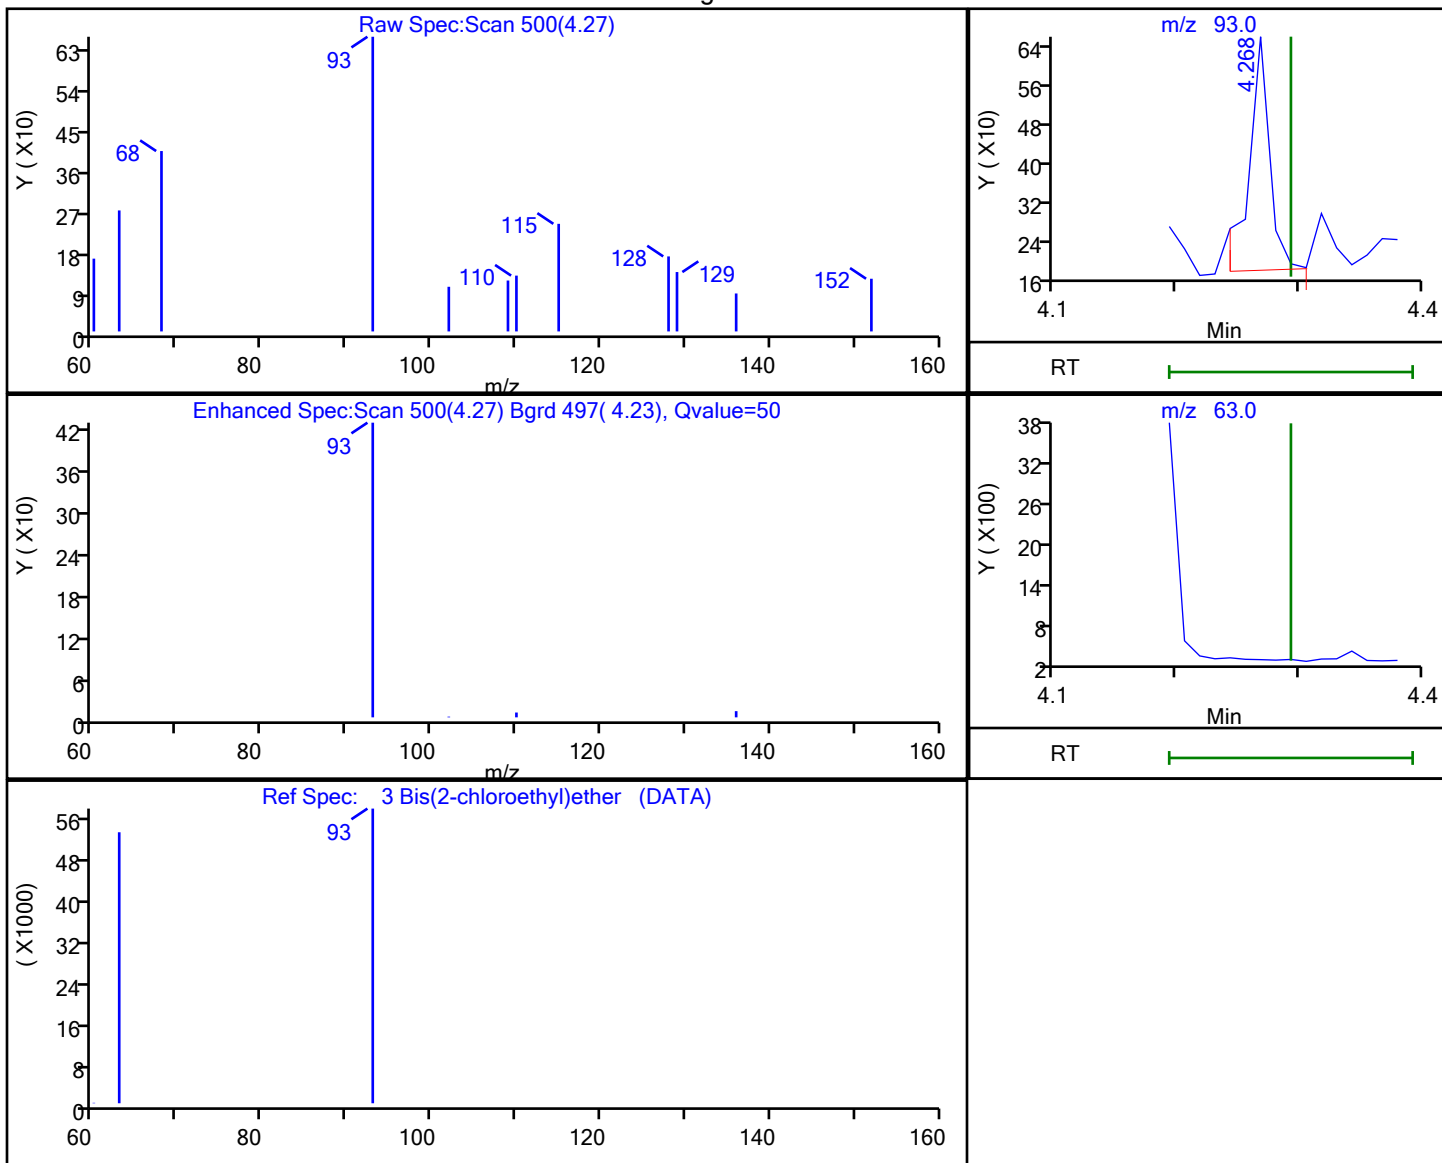 Raw Spec:Scan 500(4.27)
Y ( X10)
63
54
45
36
27
18
9
0
93
68
115
110
128
129
152
60 80 100 120 140 160
m/z
m/z 93.0
Y ( X10)
64
56
48
40
32
24
16
4.268
4.1 4.4
Min
RT
Enhanced Spec:Scan 500(4.27) Bgrd 497( 4.23), Qvalue=50
Y ( X10)
42
36
30
24
18
12
6
0
93
60 80 100 120 140 160
m/z
m/z 63.0
Y ( X100)
38
32
26
20
14
8
2
4.1 4.4
Min
RT
Ref Spec: 3 Bis(2-chloroethyl)ether (DATA)
( X1000)
56
48
40
32
24
16
8
0
93
60 80 100 120 140 160